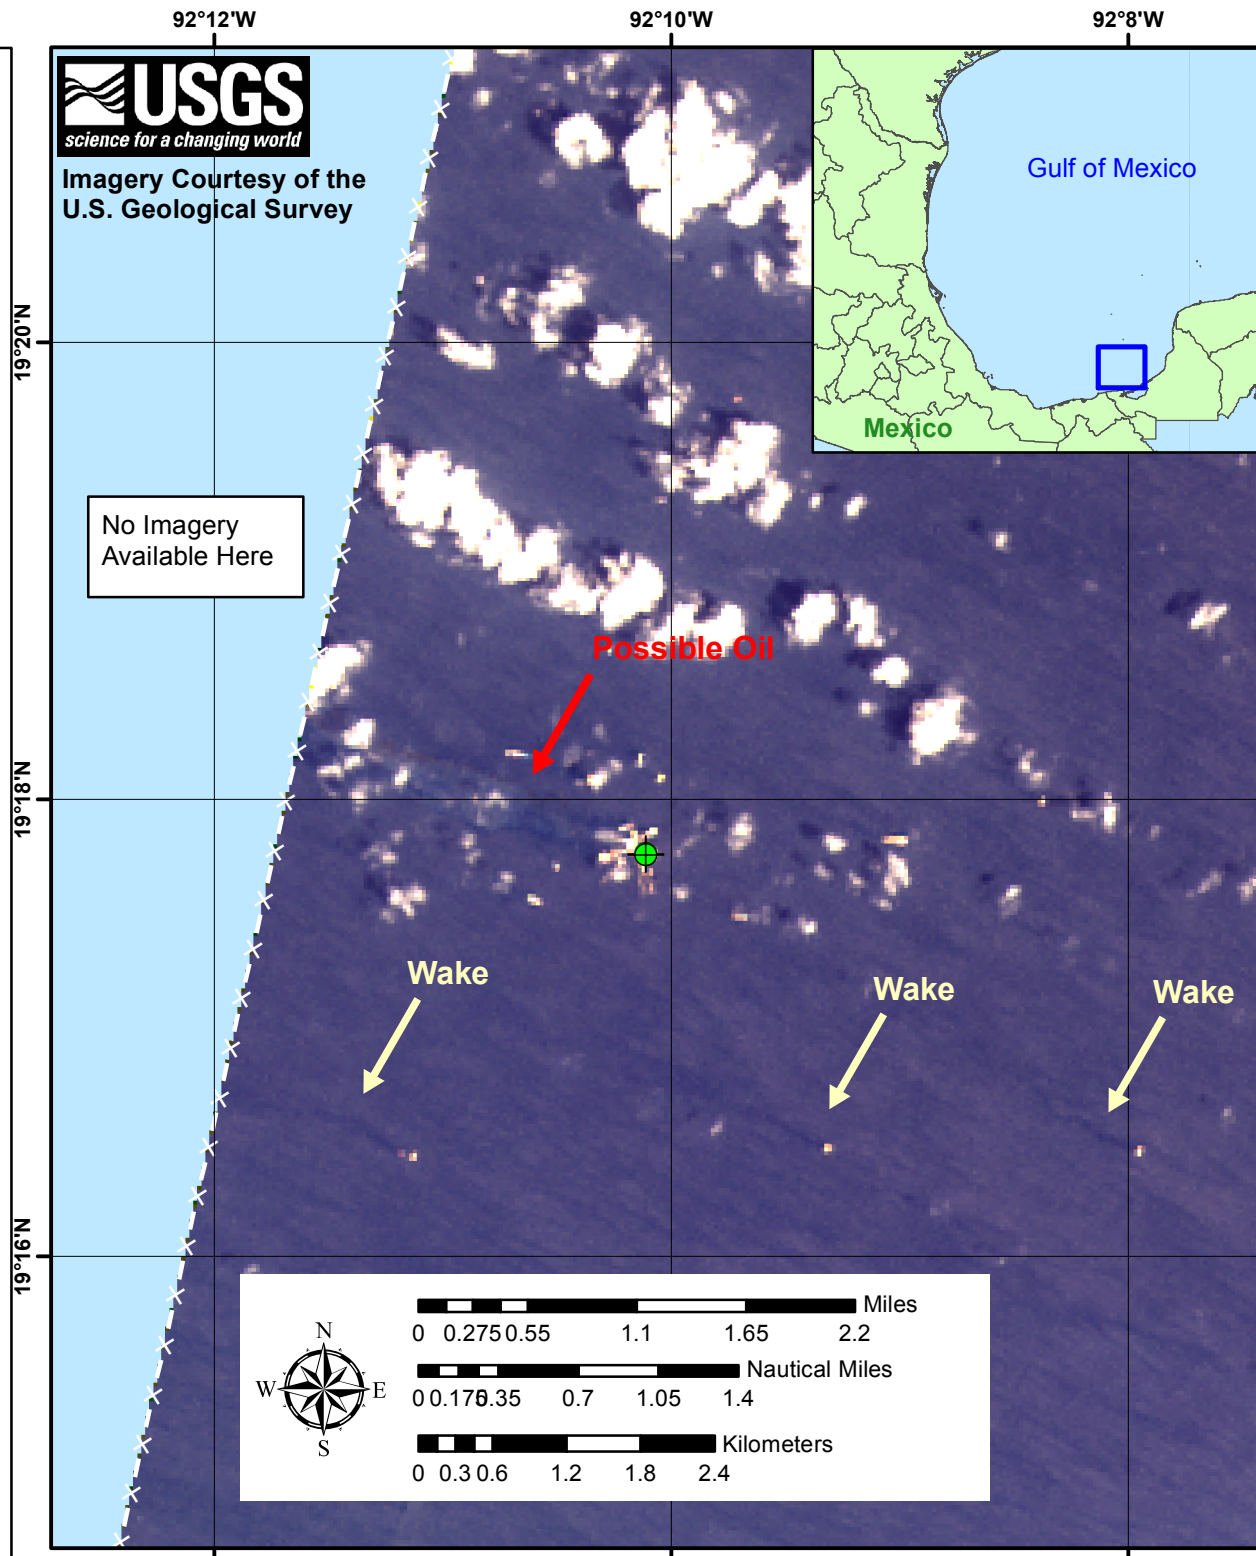 92°12'W
92°10'W
92°8'W
USGS
science for a changing world
Imagery Courtesy of the
U.S. Geological Survey
Gulf of Mexico
Mexico
19°20'N
No Imagery
Available Here
Possible Oil
19°18'N
Wake
Wake
Wake
19°16'N
N
W
E
S
Miles
0 0.275 0.55 1.1 1.65 2.2
Nautical Miles
0 0.175 0.35 0.7 1.05 1.4
Kilometers
0 0.3 0.6 1.2 1.8 2.4